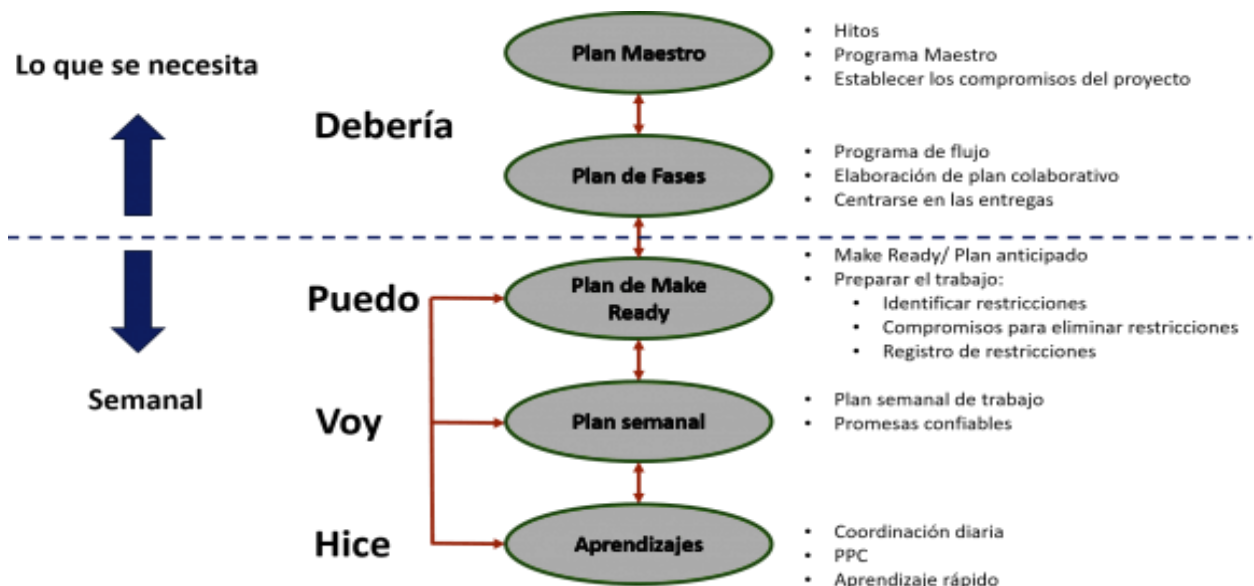 Lo que se necesita
Debería
Plan Maestro
• Hitos
• Programa Maestro
• Establecer los compromisos del proyecto
Plan de Fases
• Programa de flujo
• Elaboración de plan colaborativo
• Centrarse en las entregas
Semanal
Puedo
Plan de Make
Ready
• Make Ready/ Plan anticipado
• Preparar el trabajo:
• Identificar restricciones
• Compromisos para eliminar restricciones
• Registro de restricciones
Voy
Plan semanal
• Plan semanal de trabajo
• Promesas confiables
Hice
Aprendizajes
• Coordinación diaria
• PPC
• Aprendizaje rápido